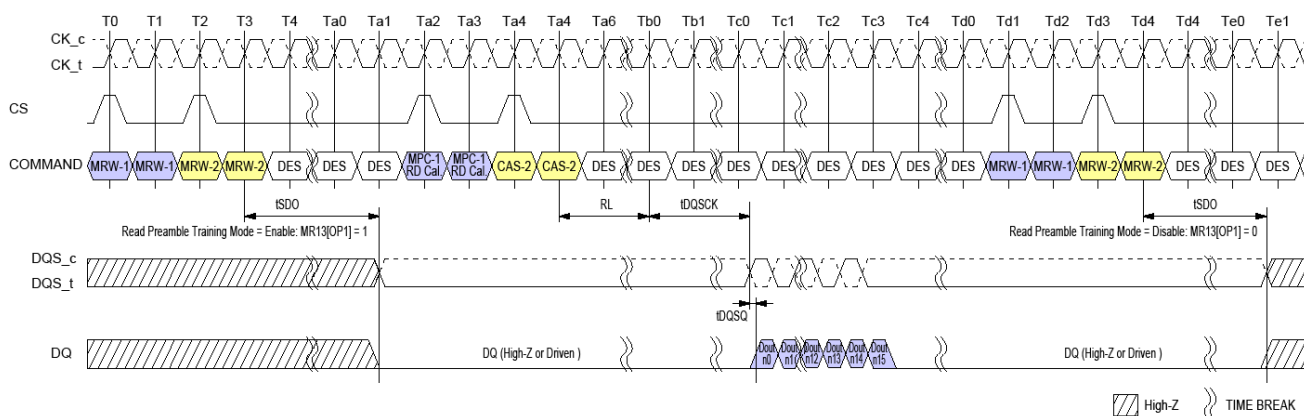 T0 T1 T2 T3 T4 Ta0 Ta1 Ta2 Ta3 Ta4 Ta4 Ta6 Tb0 Tb1 Tc0 Tc1 Tc2 Tc3 Tc4 Td0 Td1 Td2 Td3 Td4 Td4 Te0 Te1
CK_c
CK_t
CS
COMMAND MRW-1 MRW-1 MRW-2 MRW-2 DES DES DES MPC-1 RD Cal. MPC-1 RD Cal. CAS-2 CAS-2 DES DES DES DES DES DES DES DES DES MRW-1 MRW-1 MRW-2 MRW-2 DES DES DES
tSDO RL tDQSCK tSDO
Read Preamble Training Mode = Enable: MR13[OP1] = 1 Read Preamble Training Mode = Disable: MR13[OP1] = 0
DQS_c
DQS_t
tDQSQ
DQ DQ (High-Z or Driven ) Dout n0 Dout n1 Dout n12 Dout n13 Dout n14 Dout n15 DQ (High-Z or Driven )
High-Z TIME BREAK